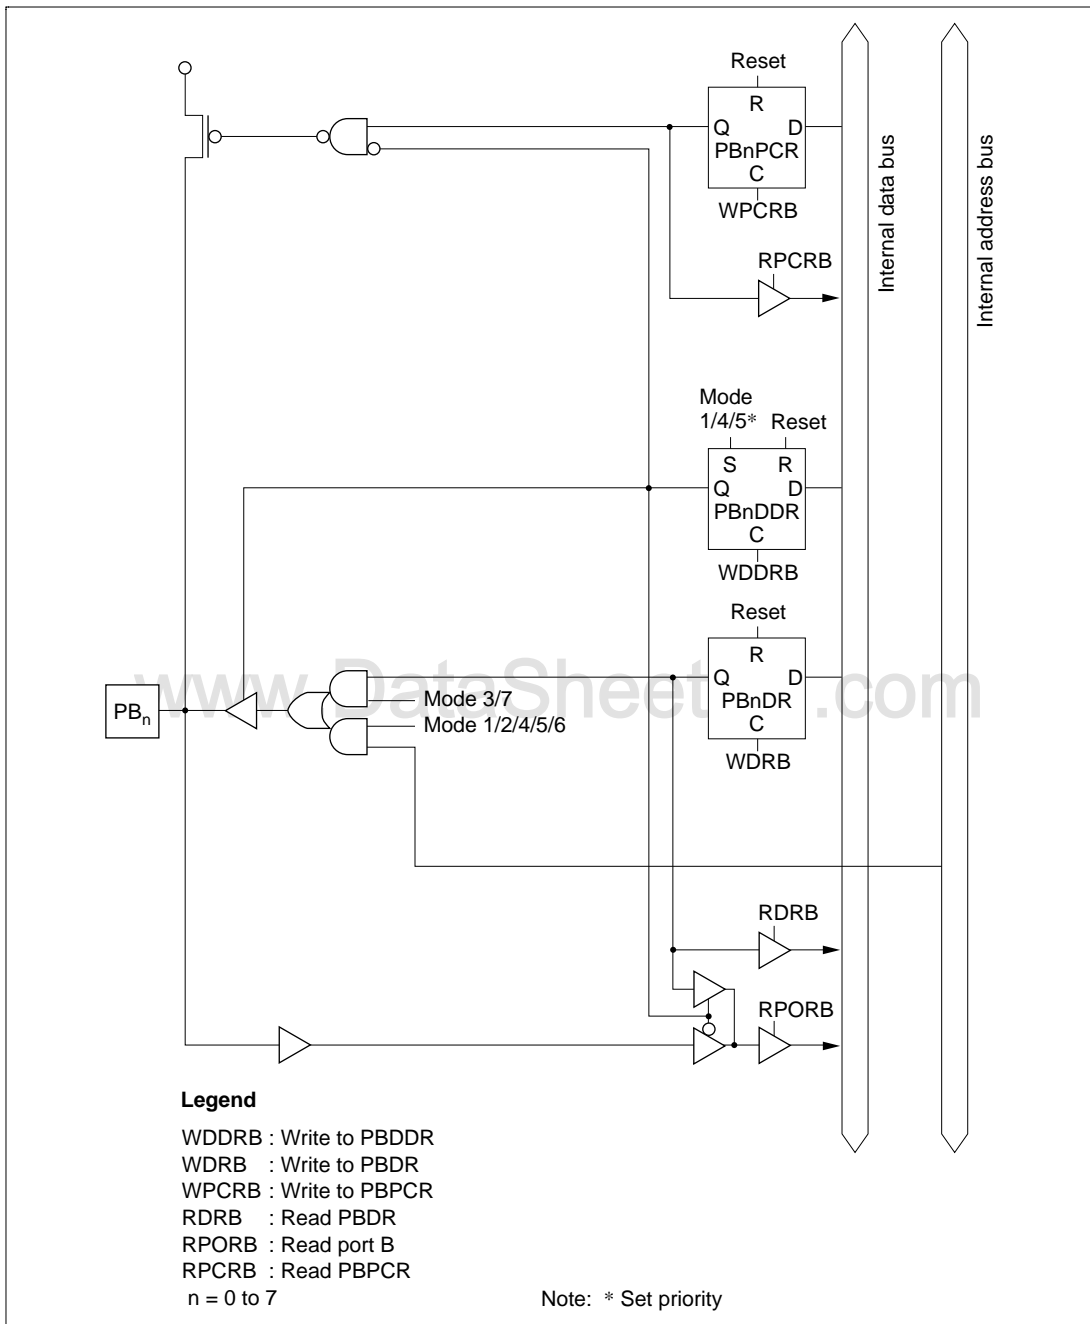 Reset
R
Q D
PBnPCR
C
WPCRB
RPCRB
Internal data bus
Internal address bus
Mode
1/4/5* Reset
S R
Q D
PBnDDR
C
WDDRB
Reset
R
Q D
PBnDR
C
WDRB
Mode 3/7
Mode 1/2/4/5/6
PBn
www.DataSheet .com
RDRB
RPORB
Legend
WDDRB : Write to PBDDR
WDRB : Write to PBDR
WPCRB : Write to PBPCR
RDRB : Read PBDR
RPORB : Read port B
RPCRB : Read PBPCR
n = 0 to 7
Note: * Set priority